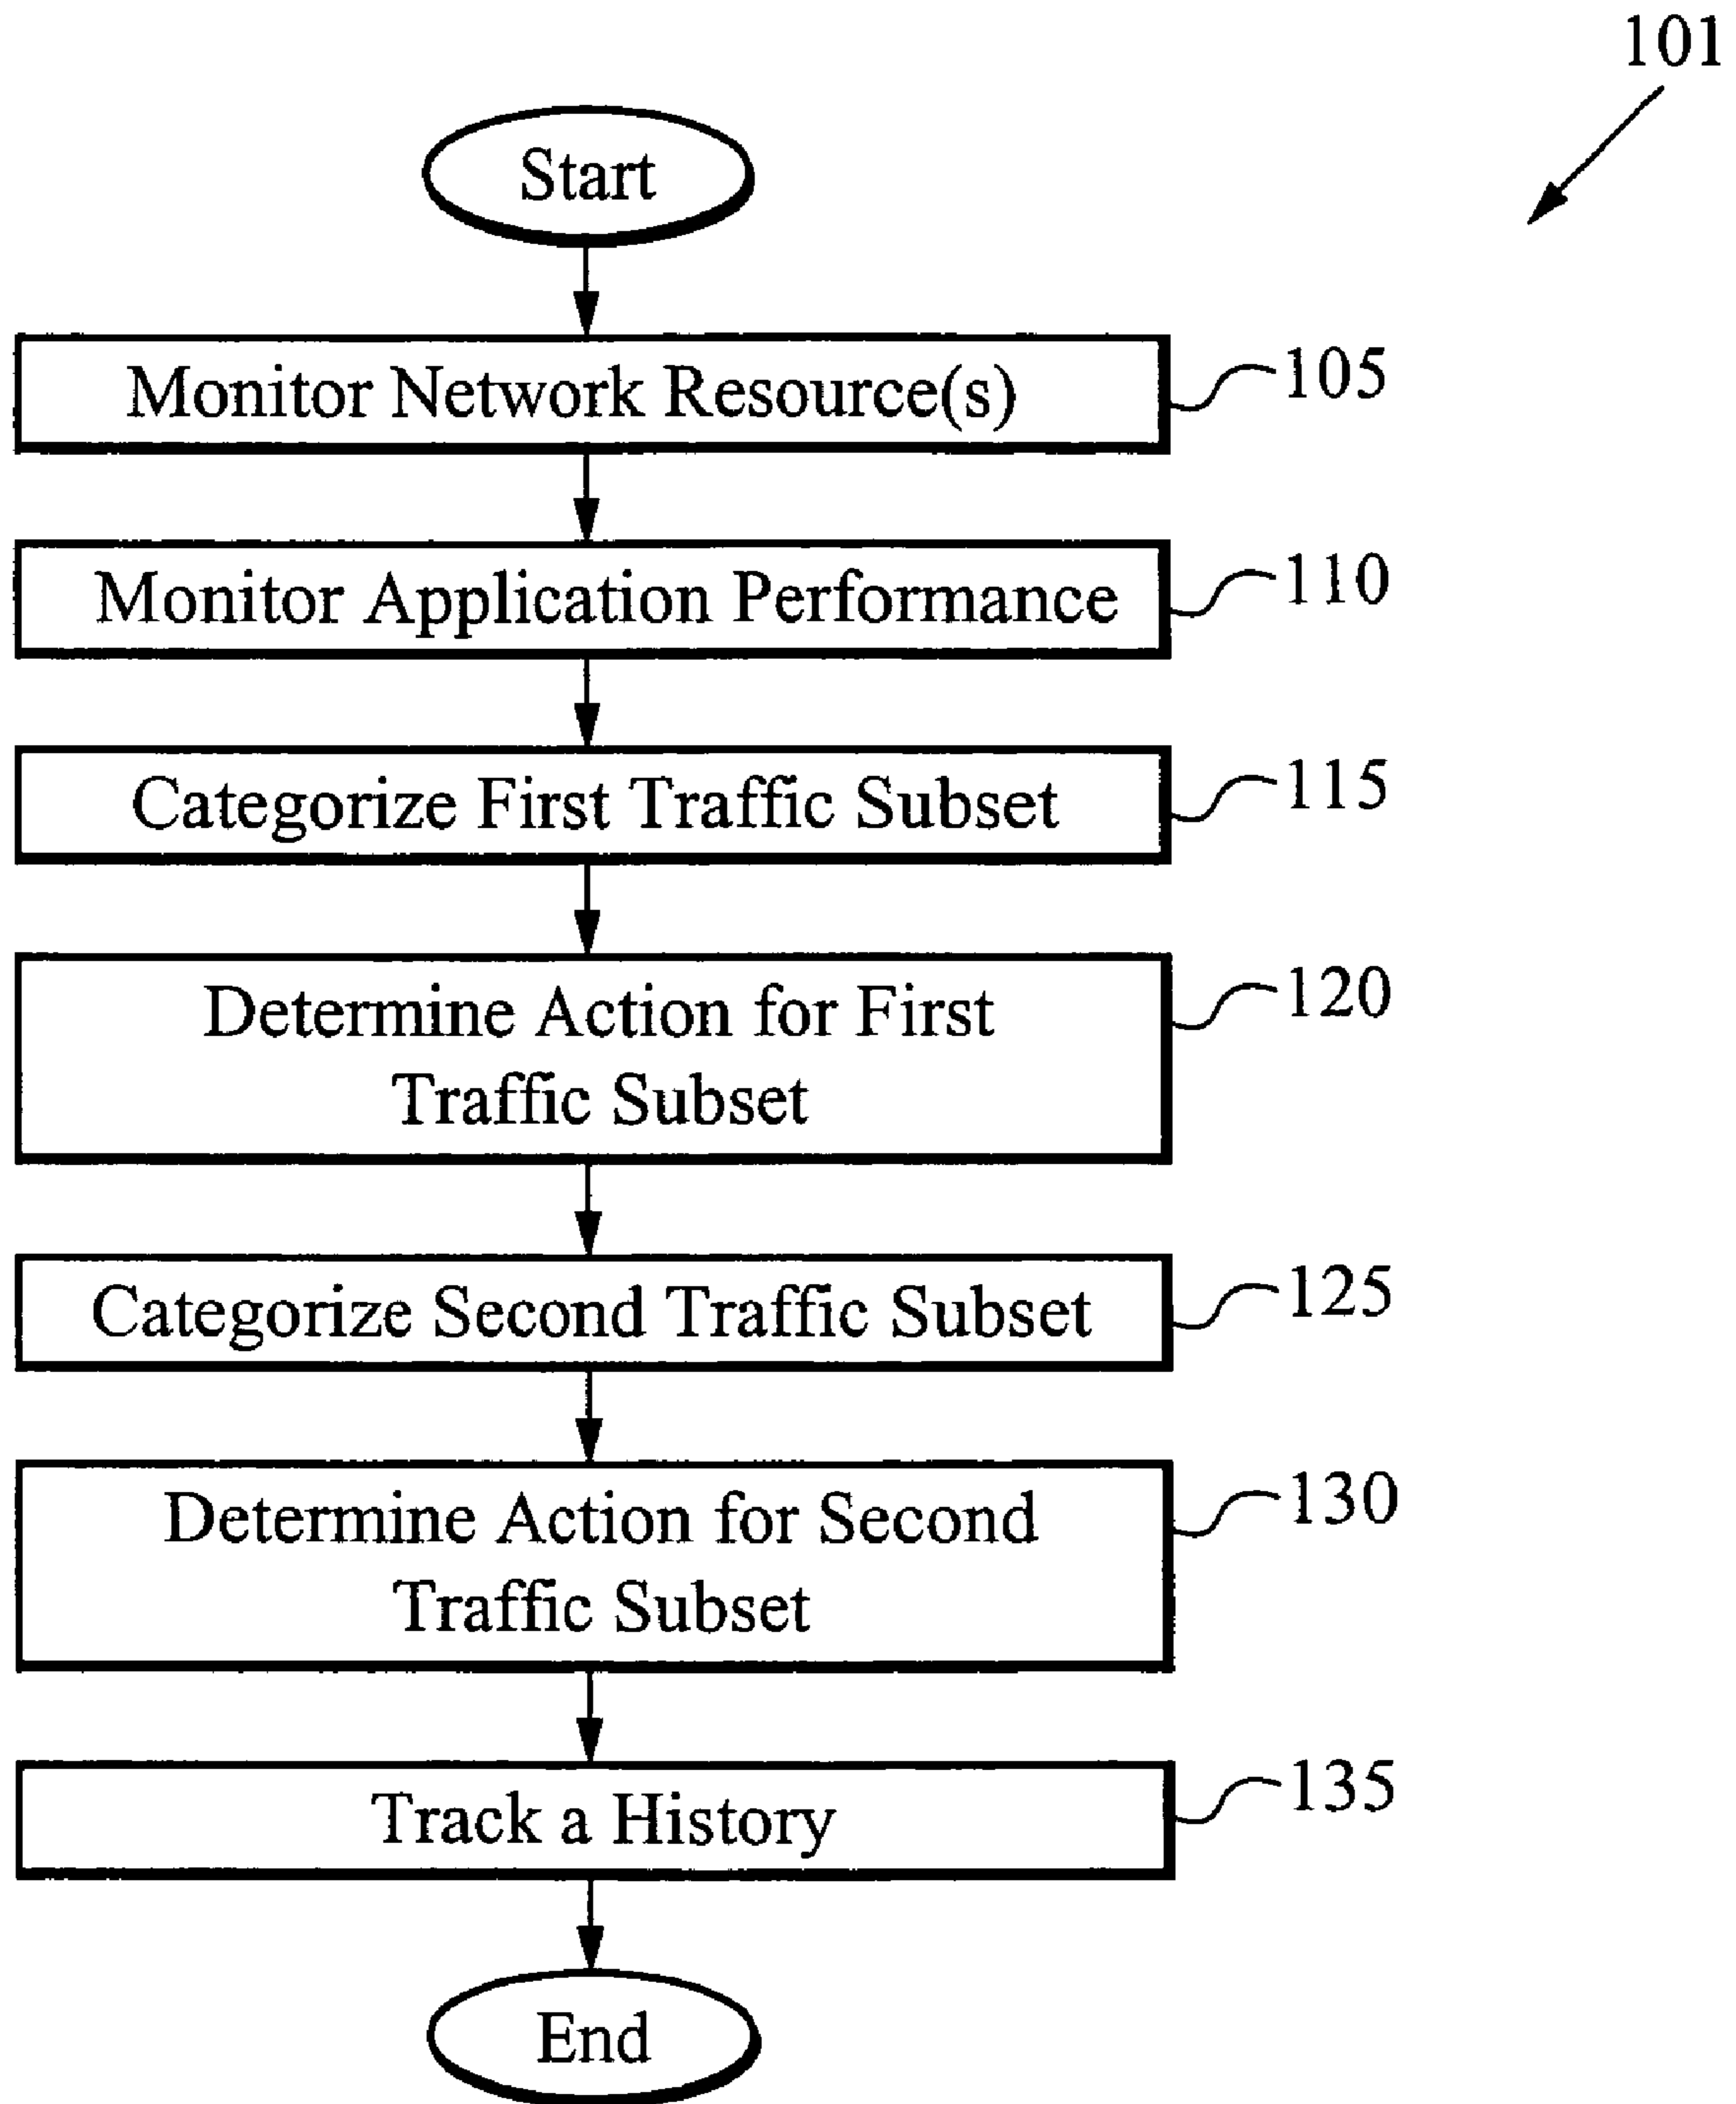 101
Start
Monitor Network Resource(s)
105
Monitor Application Performance
110
Categorize First Traffic Subset
115
Determine Action for First
Traffic Subset
120
Categorize Second Traffic Subset
125
Determine Action for Second
Traffic Subset
130
Track a History
135
End